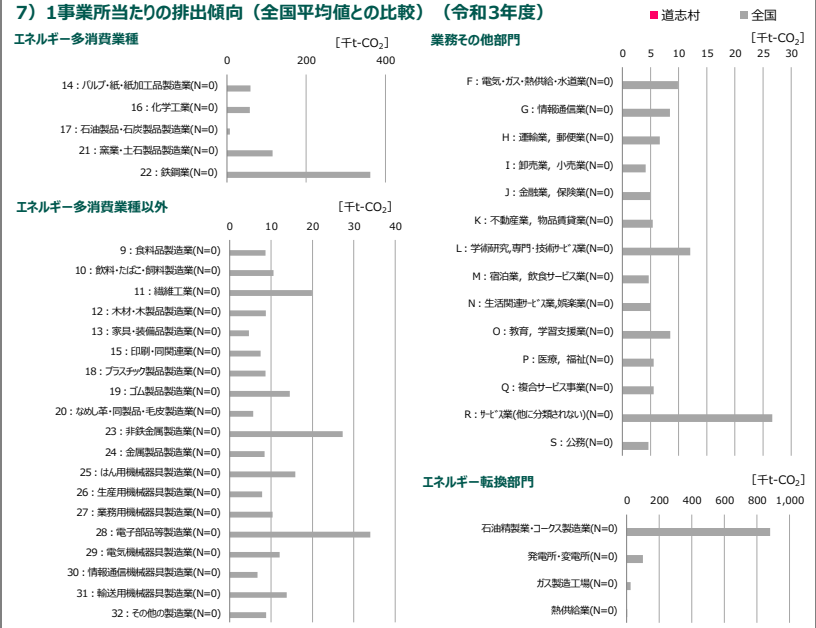 7）1事業所当たりの排出傾向（全国平均値との比較）（令和3年度）
■道志村 ■全国
エネルギー多消費業種
［千t-CO₂］
0 200 400
14：パルプ・紙・紙加工品製造業(N=0)
16：化学工業(N=0)
17：石油製品・石炭製品製造業(N=0)
21：窯業・土石製品製造業(N=0)
22：鉄鋼業(N=0)
エネルギー多消費業種以外
［千t-CO₂］
0 10 20 30 40
9：食料品製造業(N=0)
10：飲料・たばこ・飼料製造業(N=0)
11：繊維工業(N=0)
12：木材・木製品製造業(N=0)
13：家具・装備品製造業(N=0)
15：印刷・同関連業(N=0)
18：プラスチック製品製造業(N=0)
19：ゴム製品製造業(N=0)
20：なめし革・同製品・毛皮製造業(N=0)
23：非鉄金属製造業(N=0)
24：金属製品製造業(N=0)
25：はん用機械器具製造業(N=0)
26：生産用機械器具製造業(N=0)
27：業務用機械器具製造業(N=0)
28：電子部品等製造業(N=0)
29：電気機械器具製造業(N=0)
30：情報通信機械器具製造業(N=0)
31：輸送用機械器具製造業(N=0)
32：その他の製造業(N=0)
業務その他部門
［千t-CO₂］
0 5 10 15 20 25 30
F：電気・ガス・熱供給・水道業(N=0)
G：情報通信業(N=0)
H：運輸業，郵便業(N=0)
I：卸売業，小売業(N=0)
J：金融業，保険業(N=0)
K：不動産業，物品賃貸業(N=0)
L：学術研究,専門・技術ｻｰﾋﾞｽ業(N=0)
M：宿泊業，飲食サービス業(N=0)
N：生活関連ｻｰﾋﾞｽ業,娯楽業(N=0)
O：教育，学習支援業(N=0)
P：医療，福祉(N=0)
Q：複合サービス事業(N=0)
R：ｻｰﾋﾞｽ業(他に分類されない)(N=0)
S：公務(N=0)
エネルギー転換部門
［千t-CO₂］
0 200 400 600 800 1,000
石油精製業・コークス製造業(N=0)
発電所・変電所(N=0)
ガス製造工場(N=0)
熱供給業(N=0)